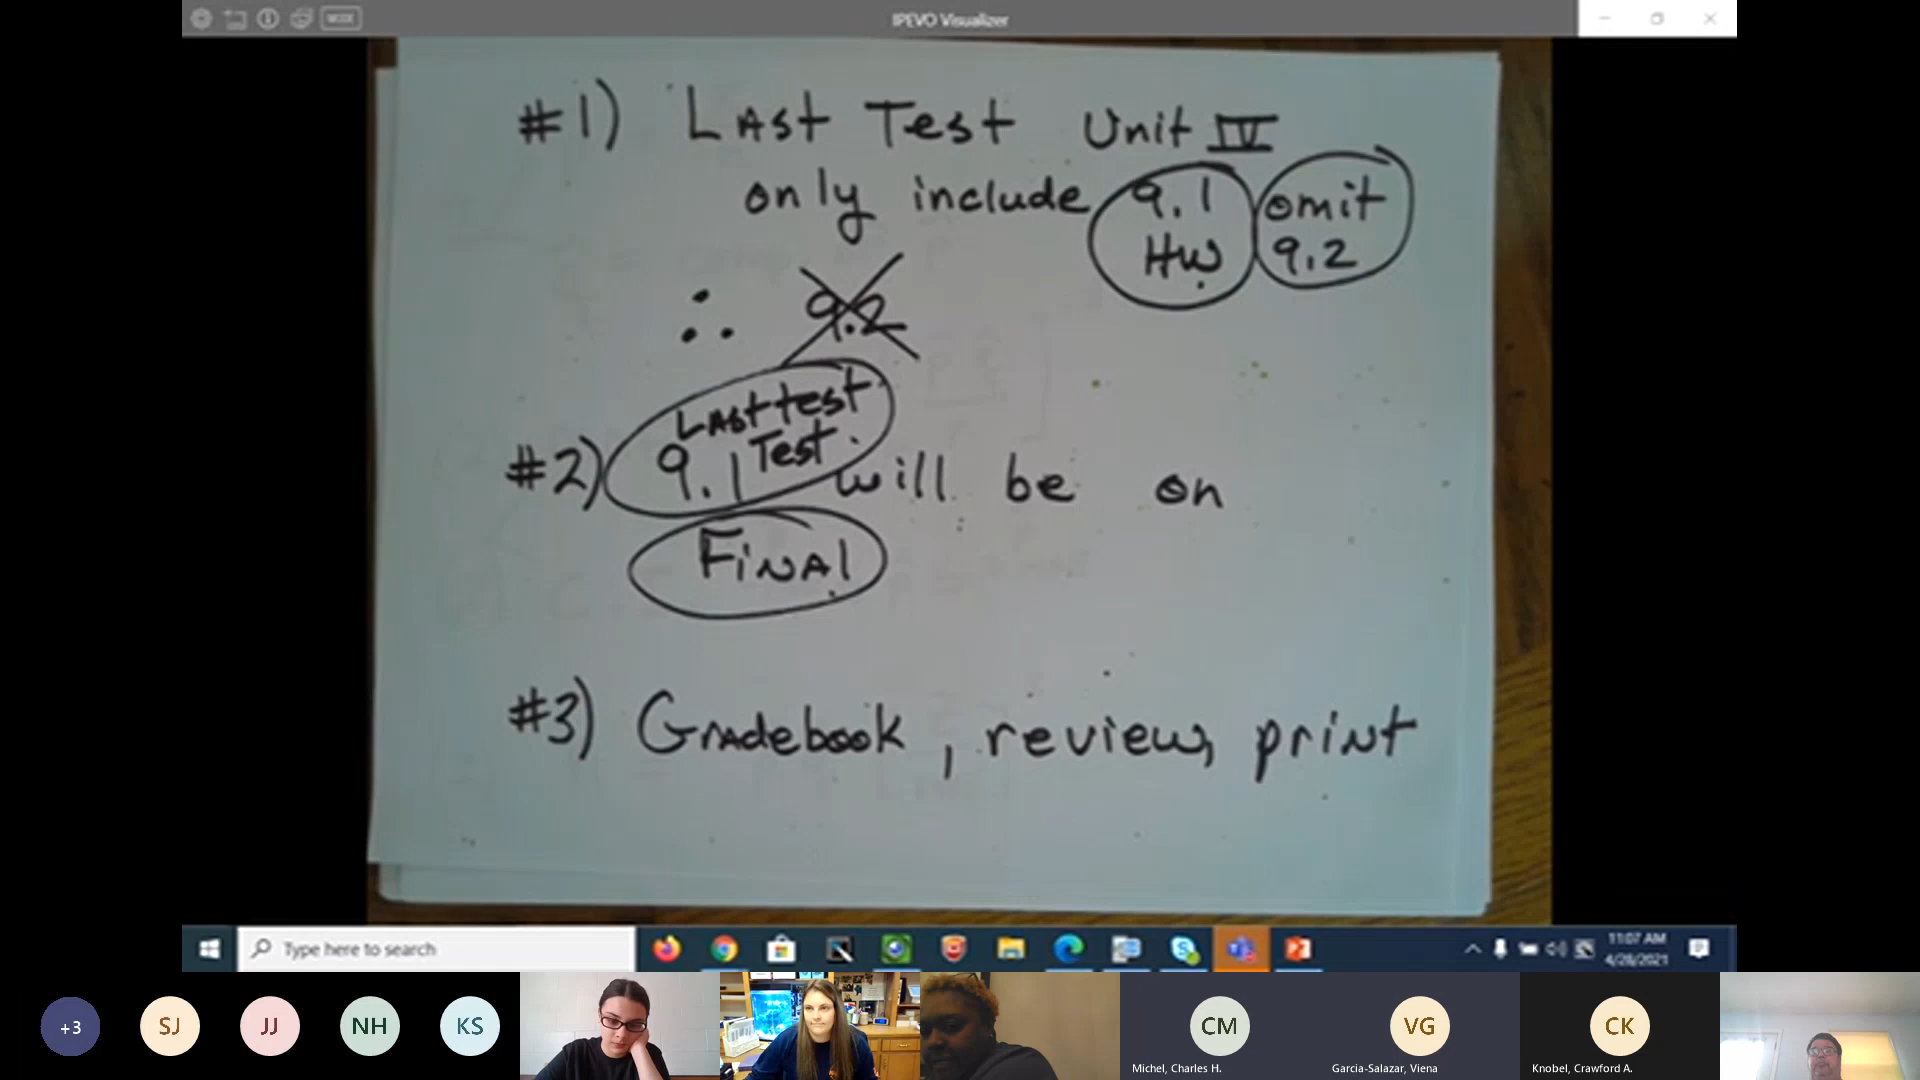 MODE
IPEVO Visualizer
#1) LAST TesT Unit IV
only include 9.1 omit
HW 9.2
∴ 9.2
LAST test
#2) 9.1 Test will be on
FiNAl
#3) Gradebook, review, print
Type here to search
11:07 AM
4/28/2021
+3
SJ
JJ
NH
KS
CM
Michel, Charles H.
VG
Garcia-Salazar, Viena
CK
Knobel, Crawford A.